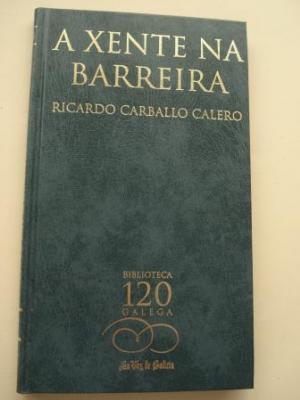 A XENTE NA
BARREIRA
RICARDO CARBALLO CALERO
BIBLIOTECA
120
GALEGA
La Voz de Galicia